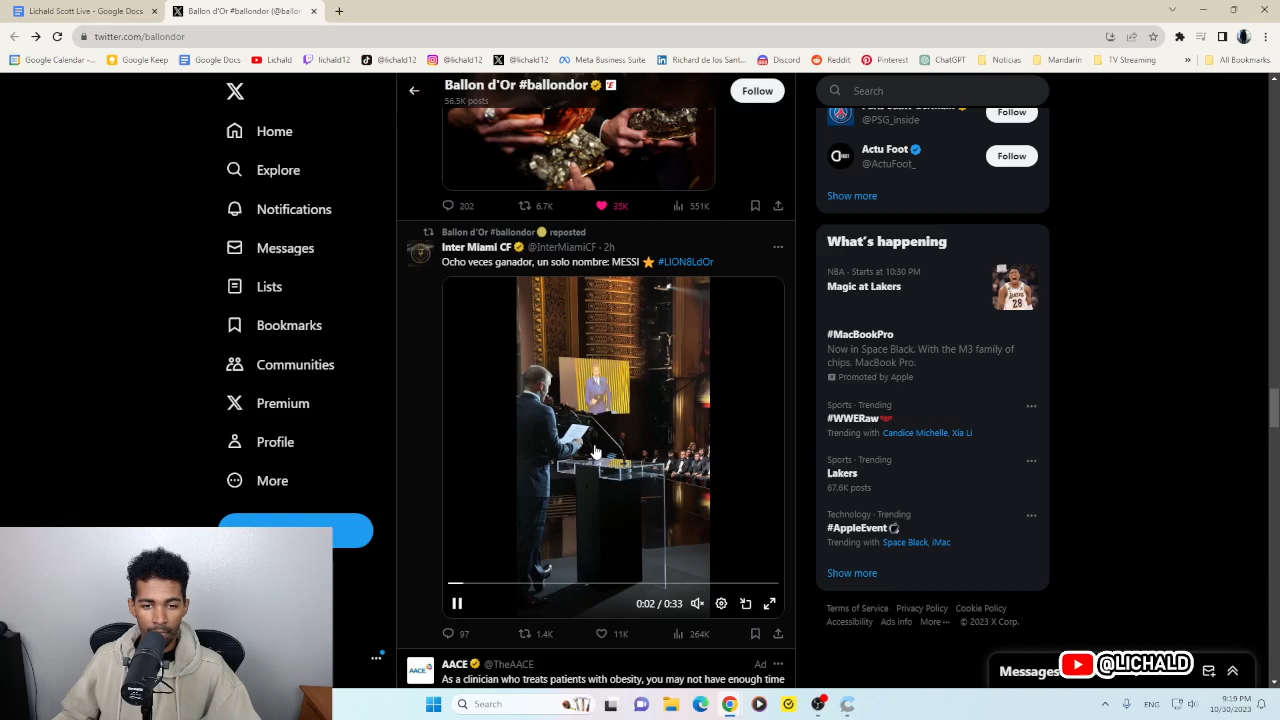 Lichald Scott Live - Google Docs
Ballon d'Or #ballondor (@ballor
twitter.com/ballondor
Google Calendar -...
Google Keep
Google Docs
Lichald
lichald12
@lichald12
@lichald12
@lichald12
Meta Business Suite
Richard Elias Sant...
Discord
Reddit
Pinterest
ChatGPT
Noticias
Mandarín
TV Streaming
All Bookmarks
Home
Explore
Notifications
Messages
Lists
Bookmarks
Communities
Premium
Profile
More
Ballon d'Or #ballondor
56.5K posts
Follow
202
6.7K
35K
551K
Ballon d'Or #ballondor reposted
Inter Miami CF @InterMiamiCF · 2h
Ocho veces ganador, un solo nombre: MESSI #LION8LdOr
0:02 / 0:33
97
1.4K
11K
264K
AACE @TheAACE Ad
As a clinician who treats patients with obesity, you may not have enough time
Search
@PSG_inside
Follow
Actu Foot
@ActuFoot_
Follow
Show more
What's happening
NBA · Starts at 10:30 PM
Magic at Lakers
#MacBookPro
Now in Space Black. With the M3 family of
chips. MacBook Pro.
Promoted by Apple
Sports · Trending
#WWERaw
Trending with Candice Michelle, Xia Li
Sports · Trending
Lakers
67.6K posts
Technology · Trending
#AppleEvent
Trending with Space Black, iMac
Show more
Terms of Service Privacy Policy Cookie Policy
Accessibility Ads info More © 2023 X Corp.
Messages
@LICHALD
Search
ENG
9:19 PM
10/30/2023